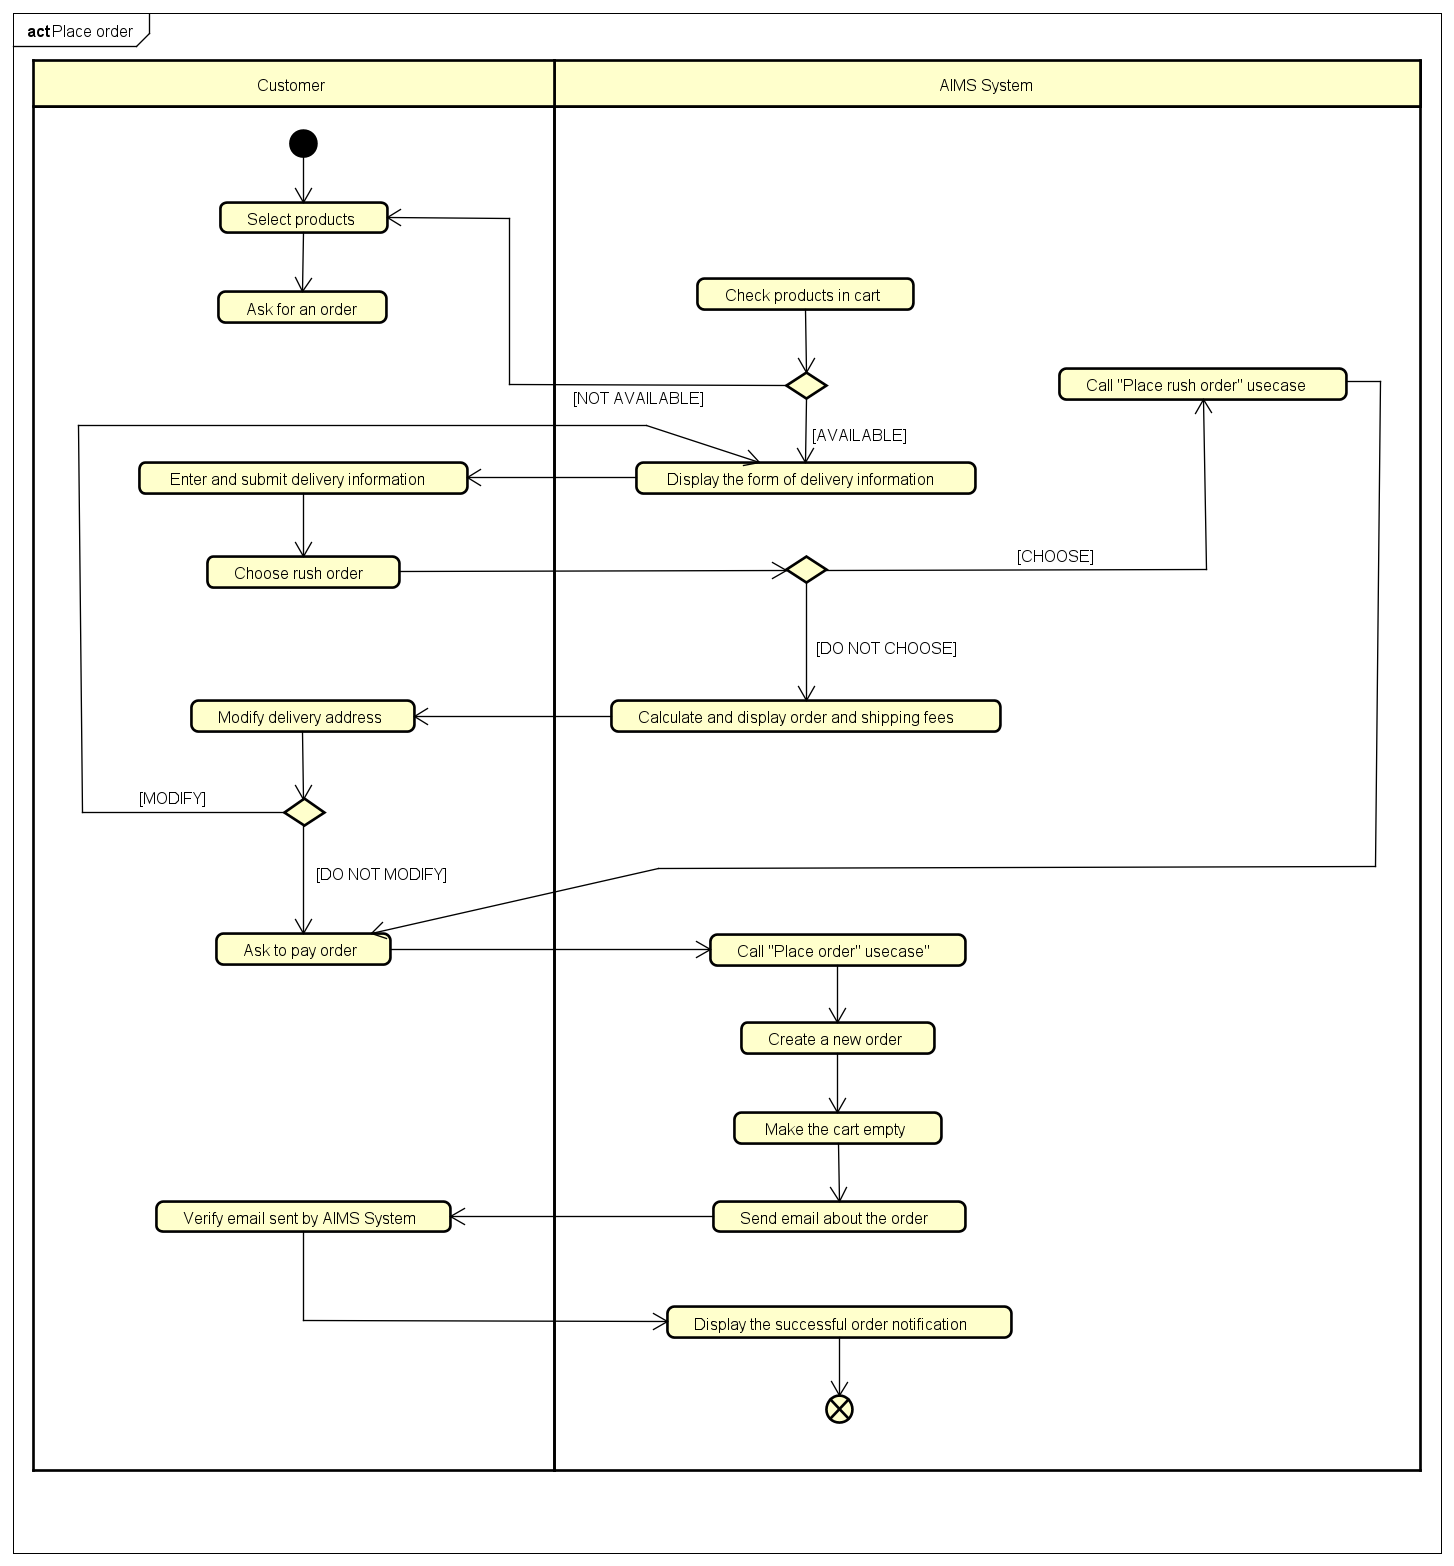 act Place order
Customer
AIMS System
Select products
Ask for an order
Check products in cart
Call "Place rush order" usecase
[NOT AVAILABLE]
[AVAILABLE]
Enter and submit delivery information
Display the form of delivery information
Choose rush order
[CHOOSE]
[DO NOT CHOOSE]
Modify delivery address
Calculate and display order and shipping fees
[MODIFY]
[DO NOT MODIFY]
Ask to pay order
Call "Place order" usecase"
Create a new order
Make the cart empty
Verify email sent by AIMS System
Send email about the order
Display the successful order notification